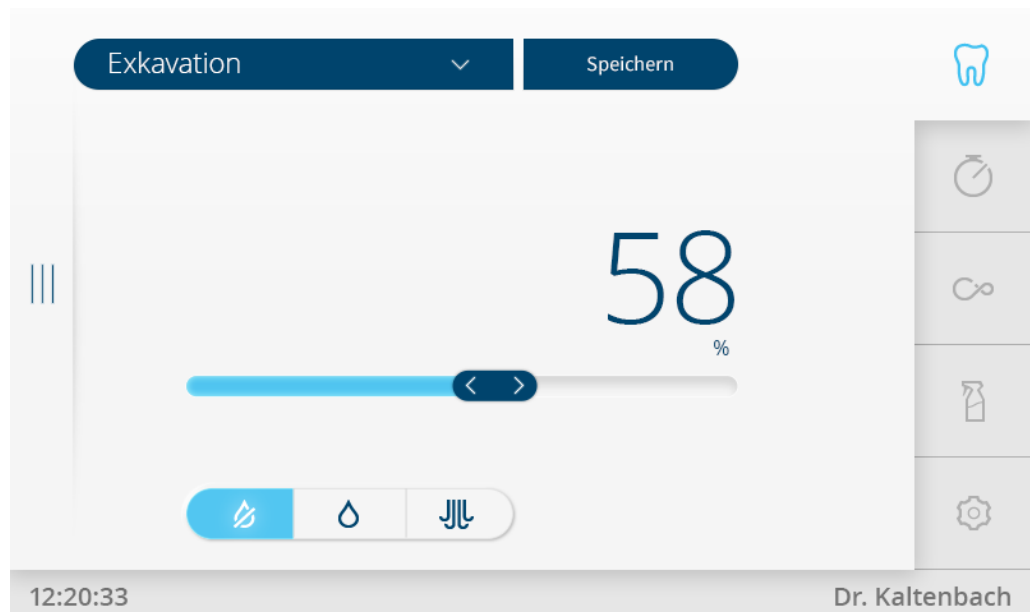 Exkavation
Speichern
58
%
12:20:33
Dr. Kaltenbach